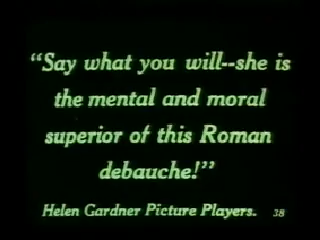 "Say what you will--she is
the mental and moral
superior of this Roman
debauche!"
Helen Gardner Picture Players. 38